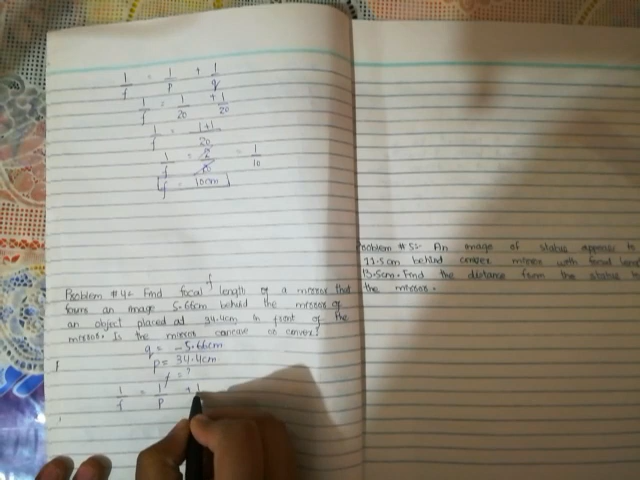 1/f = 1/p + 1/q
1/f = 1/20 + 1/20
1/f = 1+1/20
1/f = 2/20 = 1/10
f = 10cm
Problem #4:- Find focal length of a mirror that
fours an image 5.66cm behind the mirror of
an object placed at 34.4cm in front of the
mirror. Is the mirror concave or convex?
q = -5.66cm
p = 34.4cm
f = ?
1/f = 1/p + 1
Problem #5:- An image of statue appears to
11.5cm behind convex mirror with focal len
13.5cm. Find the distance form the statue to
the mirror.